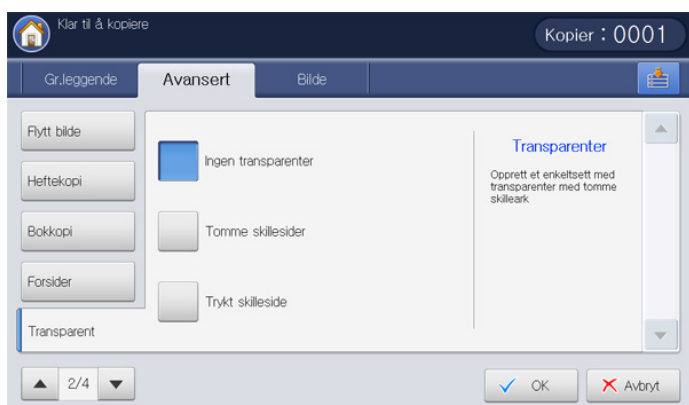 Klar til å kopiere
Kopier : 0001
Gr.leggende
Avansert
Bilde
Flytt bilde
Heftekopi
Bokkopi
Forsider
Transparent
Ingen transparenter
Tomme skillesider
Trykt skilleside
Transparenter
Opprett et enkeltsett med
transparenter med tomme
skilleark
2/4
OK
Avbryt